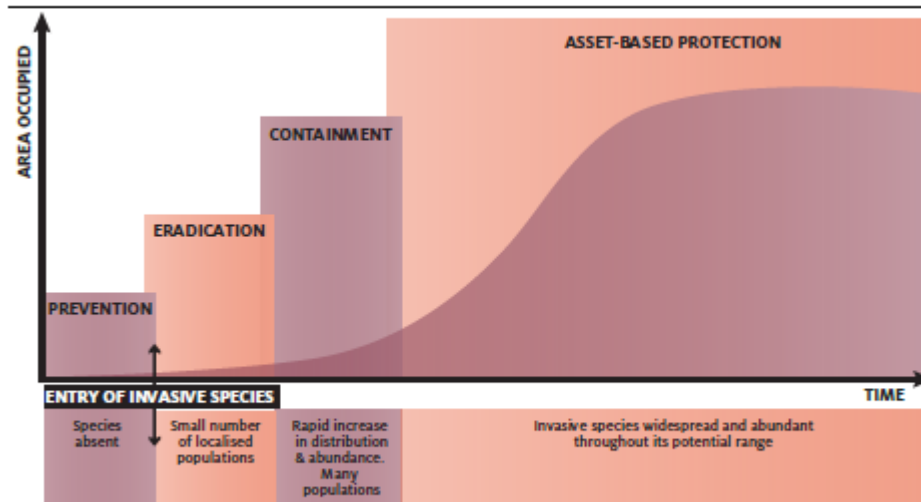 ASSET-BASED PROTECTION
AREA OCCUPIED
CONTAINMENT
ERADICATION
PREVENTION
ENTRY OF INVASIVE SPECIES
TIME
Species
absent
Small number
of localised
populations
Rapid increase
in distribution
& abundance.
Many
populations
Invasive species widespread and abundant
throughout its potential range